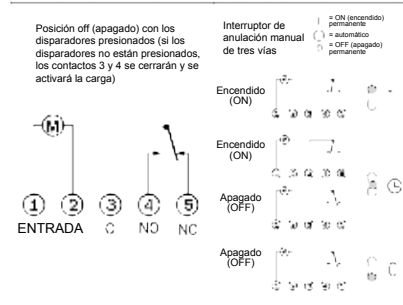 Posición off (apagado) con los
disparadores presionados (si los
disparadores no están presionados,
los contactos 3 y 4 se cerrarán y se
activará la carga)
M
1 2 3 4 5
ENTRADA C NO NC
Interruptor de
anulación manual
de tres vías
I = ON (encendido)
permanente
= automático
O = OFF (apagado)
permanente
Encendido
(ON)
Encendido
(ON)
Apagado
(OFF)
Apagado
(OFF)